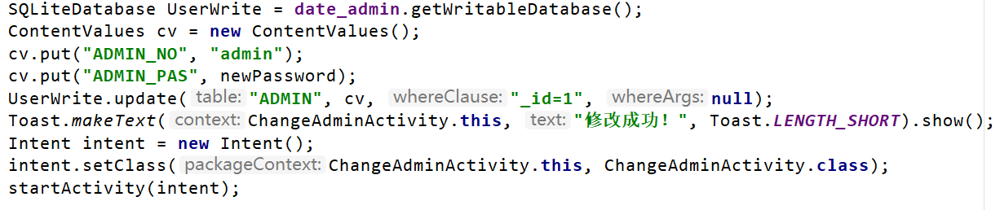 SQLiteDatabase UserWrite = date_admin.getWritableDatabase();
ContentValues cv = new ContentValues();
cv.put("ADMIN_NO", "admin");
cv.put("ADMIN_PAS", newPassword);
UserWrite.update( table: "ADMIN", cv, whereClause: "_id=1", whereArgs: null);
Toast.makeText( context: ChangeAdminActivity.this, text: "修改成功！", Toast.LENGTH_SHORT).show();
Intent intent = new Intent();
intent.setClass( packageContext: ChangeAdminActivity.this, ChangeAdminActivity.class);
startActivity(intent);